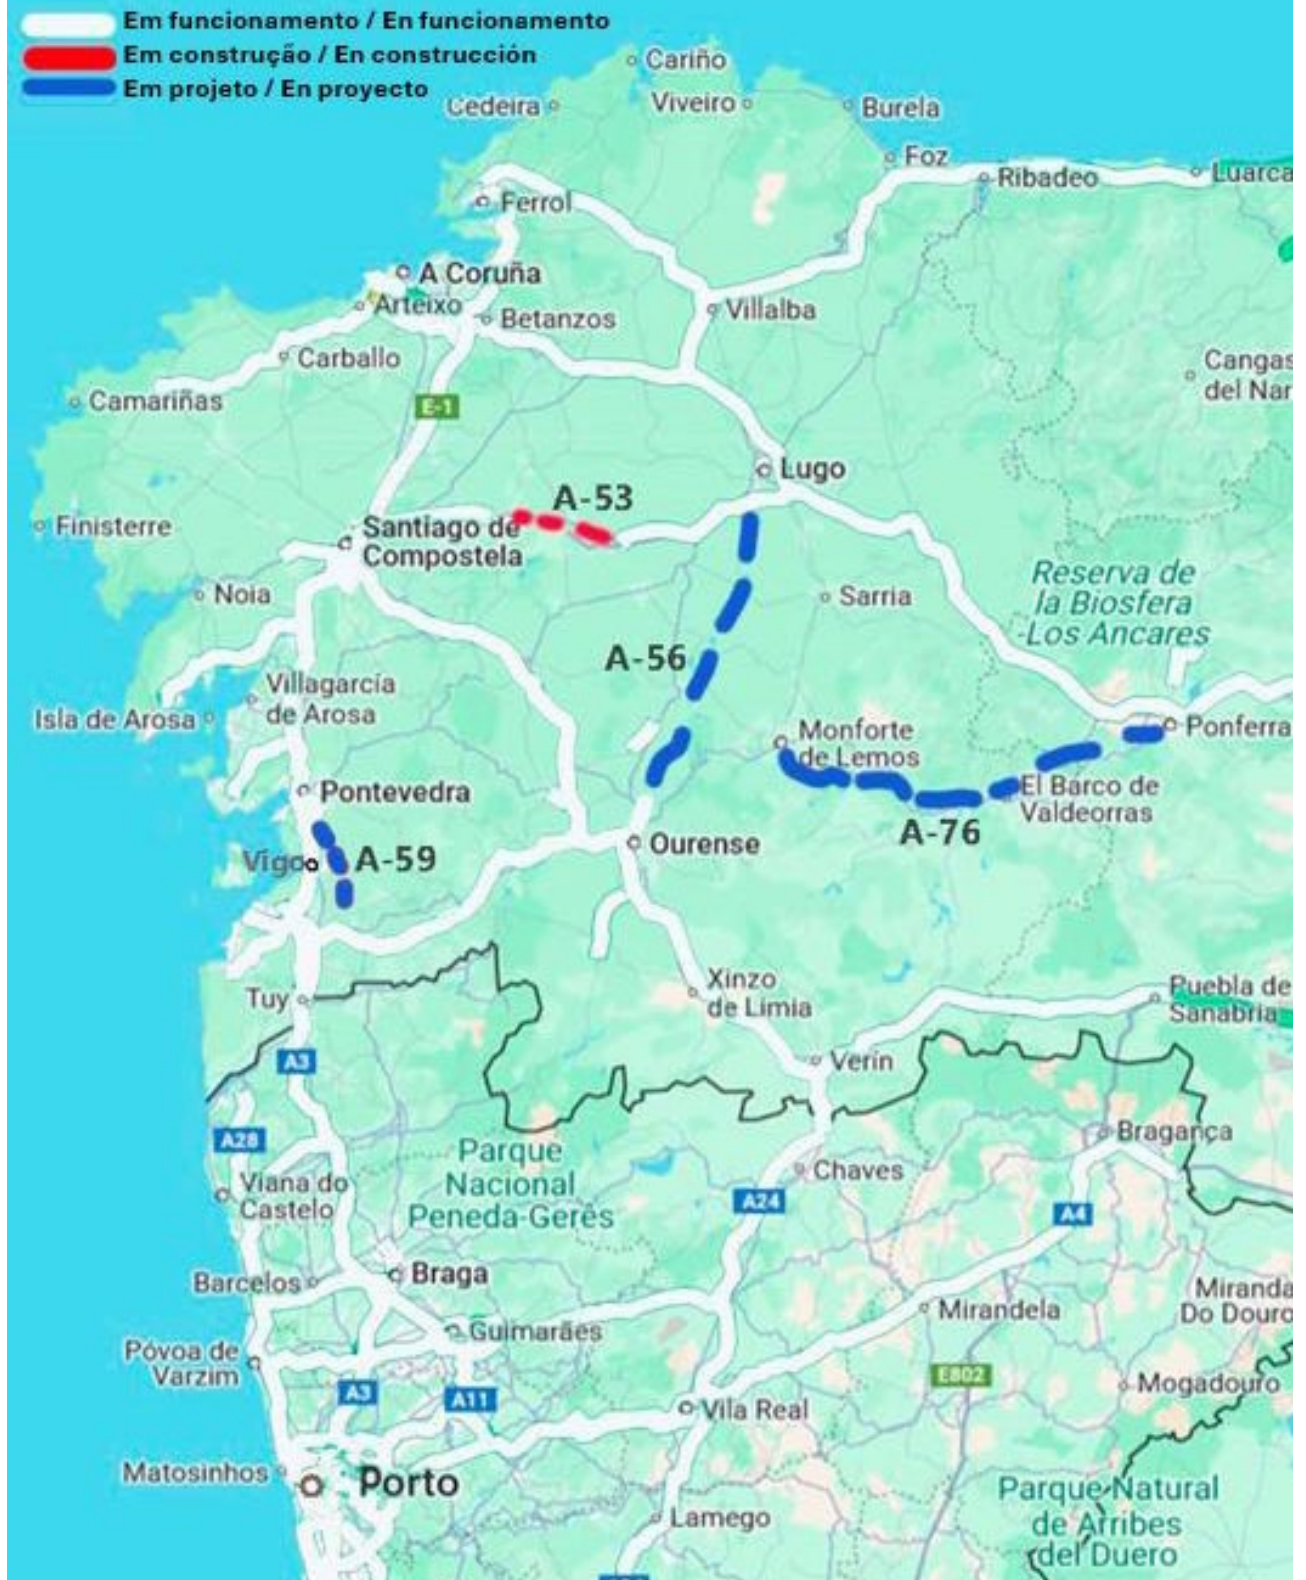 Em funcionamento / En funcionamento
Em construção / En construcción
Em projeto / En proyecto
Cariño
Cedeira
Viveiro
Burela
Foz
Ribadeo
Luarca
Ferrol
A Coruña
Arteixo
Betanzos
Villalba
Carballo
Cangas
del Nar
Camariñas
E-1
Lugo
A-53
Finisterre
Santiago de
Compostela
Noia
Sarria
Reserva de
la Biosfera
-Los Ancares
A-56
Villagarcía
de Arosa
Isla de Arosa
Monforte
de Lemos
Ponferra
Pontevedra
El Barco de
Valdeorras
A-76
Ourense
Vigo
A-59
Xinzo
de Limia
Puebla de
Sanabria
Tuy
Verín
A3
A28
Bragança
Parque
Nacional
Peneda-Gerês
Chaves
Viana do
Castelo
A24
A4
Barcelos
Braga
Miranda
Do Douro
Mirandela
Guimarães
Póvoa de
Varzim
A3
A11
E802
Mogadouro
Vila Real
Matosinhos
Porto
Parque Natural
de Arribes
del Duero
Lamego